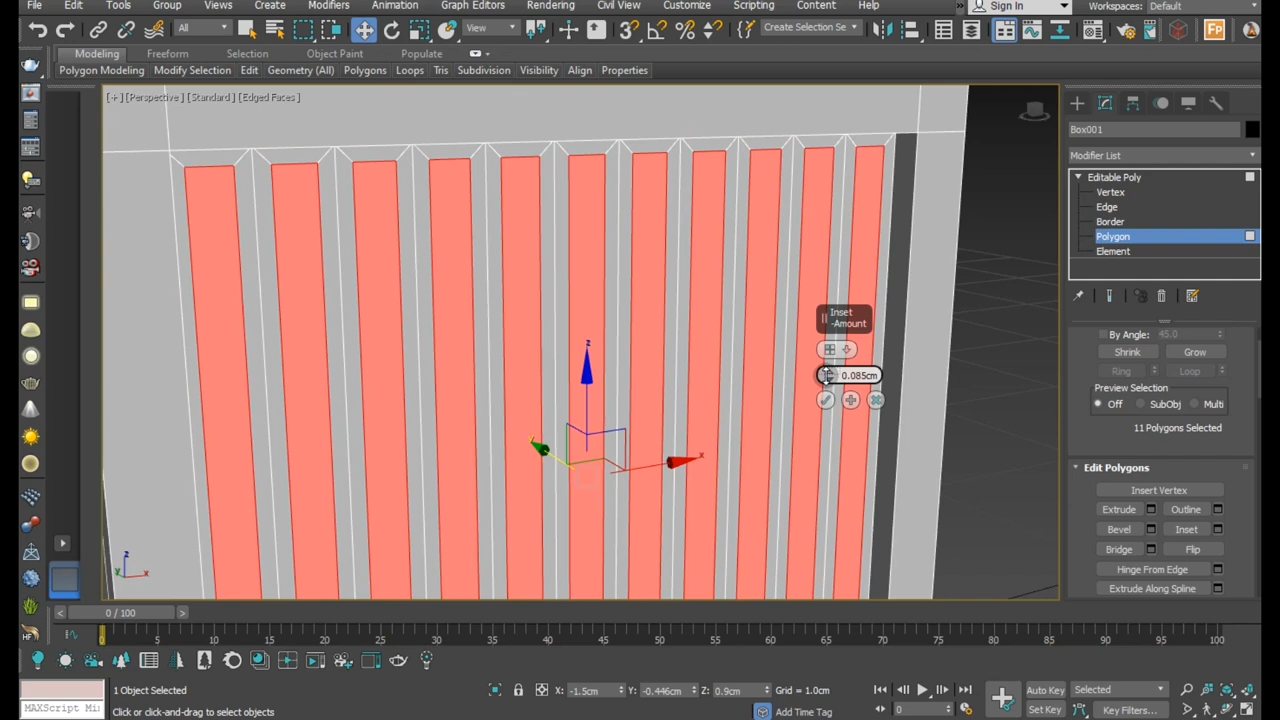 File Edit Tools Group Views Create Modifiers Animation Graph Editors Rendering Civil View Customize Scripting Content Help » Sign In Workspaces: Default
All View Create Selection Se
Modeling Freeform Selection Object Paint Populate
Polygon Modeling Modify Selection Edit Geometry (All) Polygons Loops Tris Subdivision Visibility Align Properties
[+] [Perspective] [Standard] [Edged Faces]
Box001
Modifier List
Editable Poly
Vertex
Edge
Border
Polygon
Element
Inset
-Amount
0.085cm
By Angle: 45.0
Shrink Grow
Ring Loop
Preview Selection
Off SubObj Multi
11 Polygons Selected
Edit Polygons
Insert Vertex
Extrude Outline
Bevel Inset
Bridge Flip
Hinge From Edge
Extrude Along Spline
z
x
y
z
x
y
< 0 / 100 >
0 5 10 15 20 25 30 35 40 45 50 55 60 65 70 75 80 85 90 95 100
1 Object Selected X: -1.5cm Y: -0.446cm Z: 0.9cm Grid = 1.0cm Auto Key Selected
MAXScript Mi Click or click-and-drag to select objects Add Time Tag 0 Set Key Key Filters...
HF
Fp